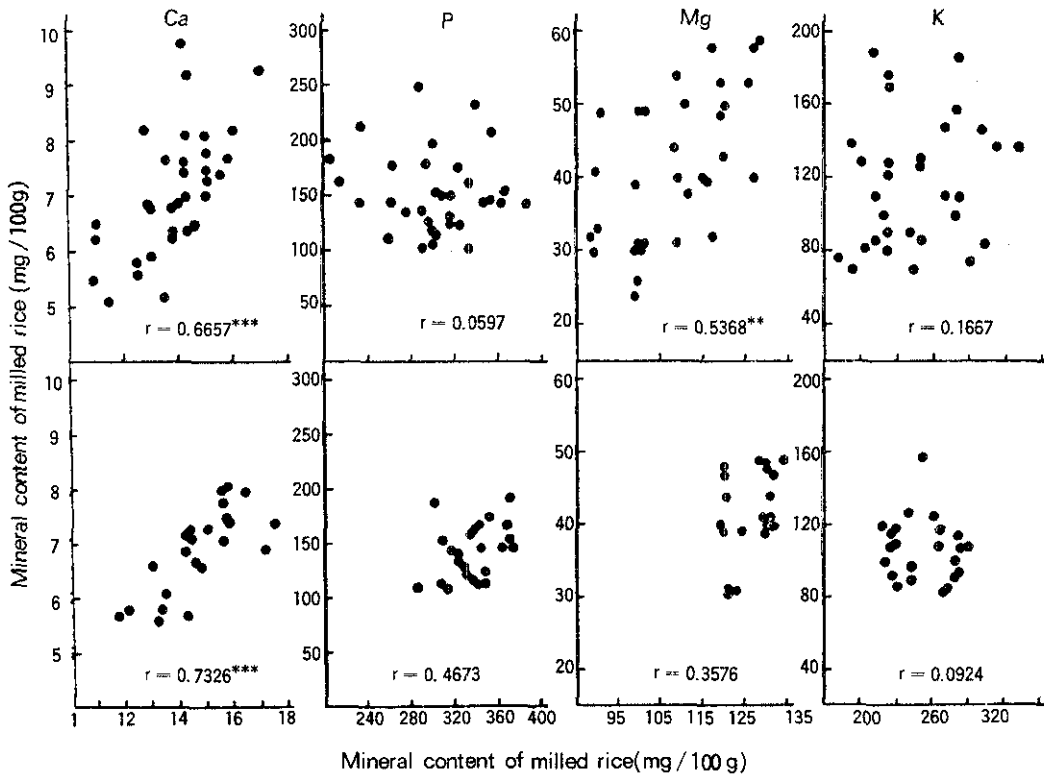 Ca P Mg K
10 300 60 200
9 250 50 160
8 200 40 120
7 150 30 80
6 100 20 40
5 50
r = 0.6657*** r = 0.0597 r = 0.5368** r = 0.1667
10 300 60 200
9 250 50 160
8 200 40 120
7 150 30 80
6 100 20 40
5 50
r = 0.7326*** r = 0.4673 r = 0.3576 r = 0.0924
1 12 14 16 18 240 280 320 360 400 95 105 115 125 135 200 260 320
Mineral content of milled rice (mg/100g)
Mineral content of milled rice(mg/100 g)